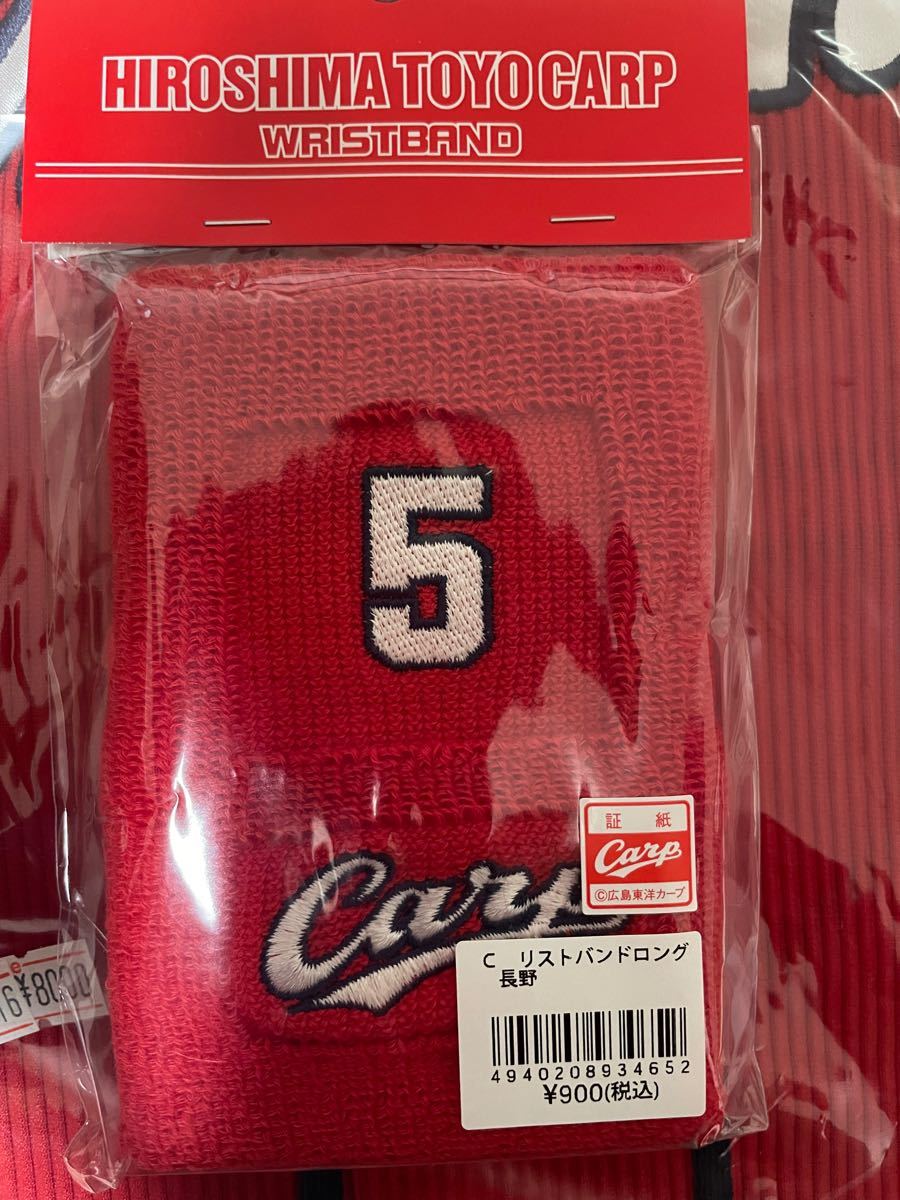 HIROSHIMA TOYO CARP
WRISTBAND
5
証 紙
Carp
©広島東洋カープ
Carp
C リストバンドロング
長野
4940208934652
¥900(税込)
¥8000